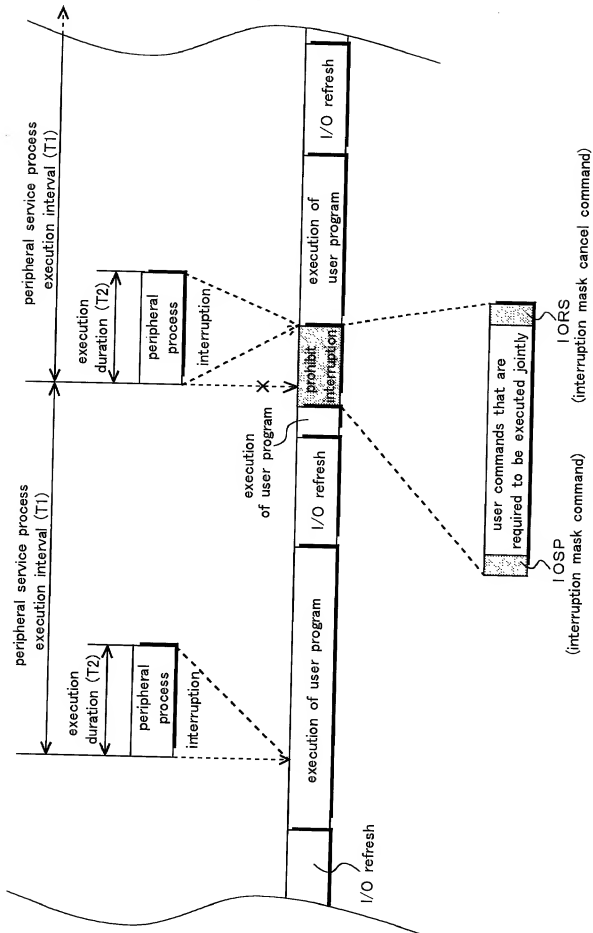 peripheral service process
execution interval (T1)
peripheral service process
execution interval (T1)
execution
duration (T2)
peripheral
process
interruption
execution
duration (T2)
peripheral
process
interruption
I/O refresh
execution of user program
I/O refresh
execution
of user program
prohibit
interruption
execution of
user program
I/O refresh
user commands that are
required to be executed jointly
IOSP
(interruption mask command)
IORS
(interruption mask cancel command)